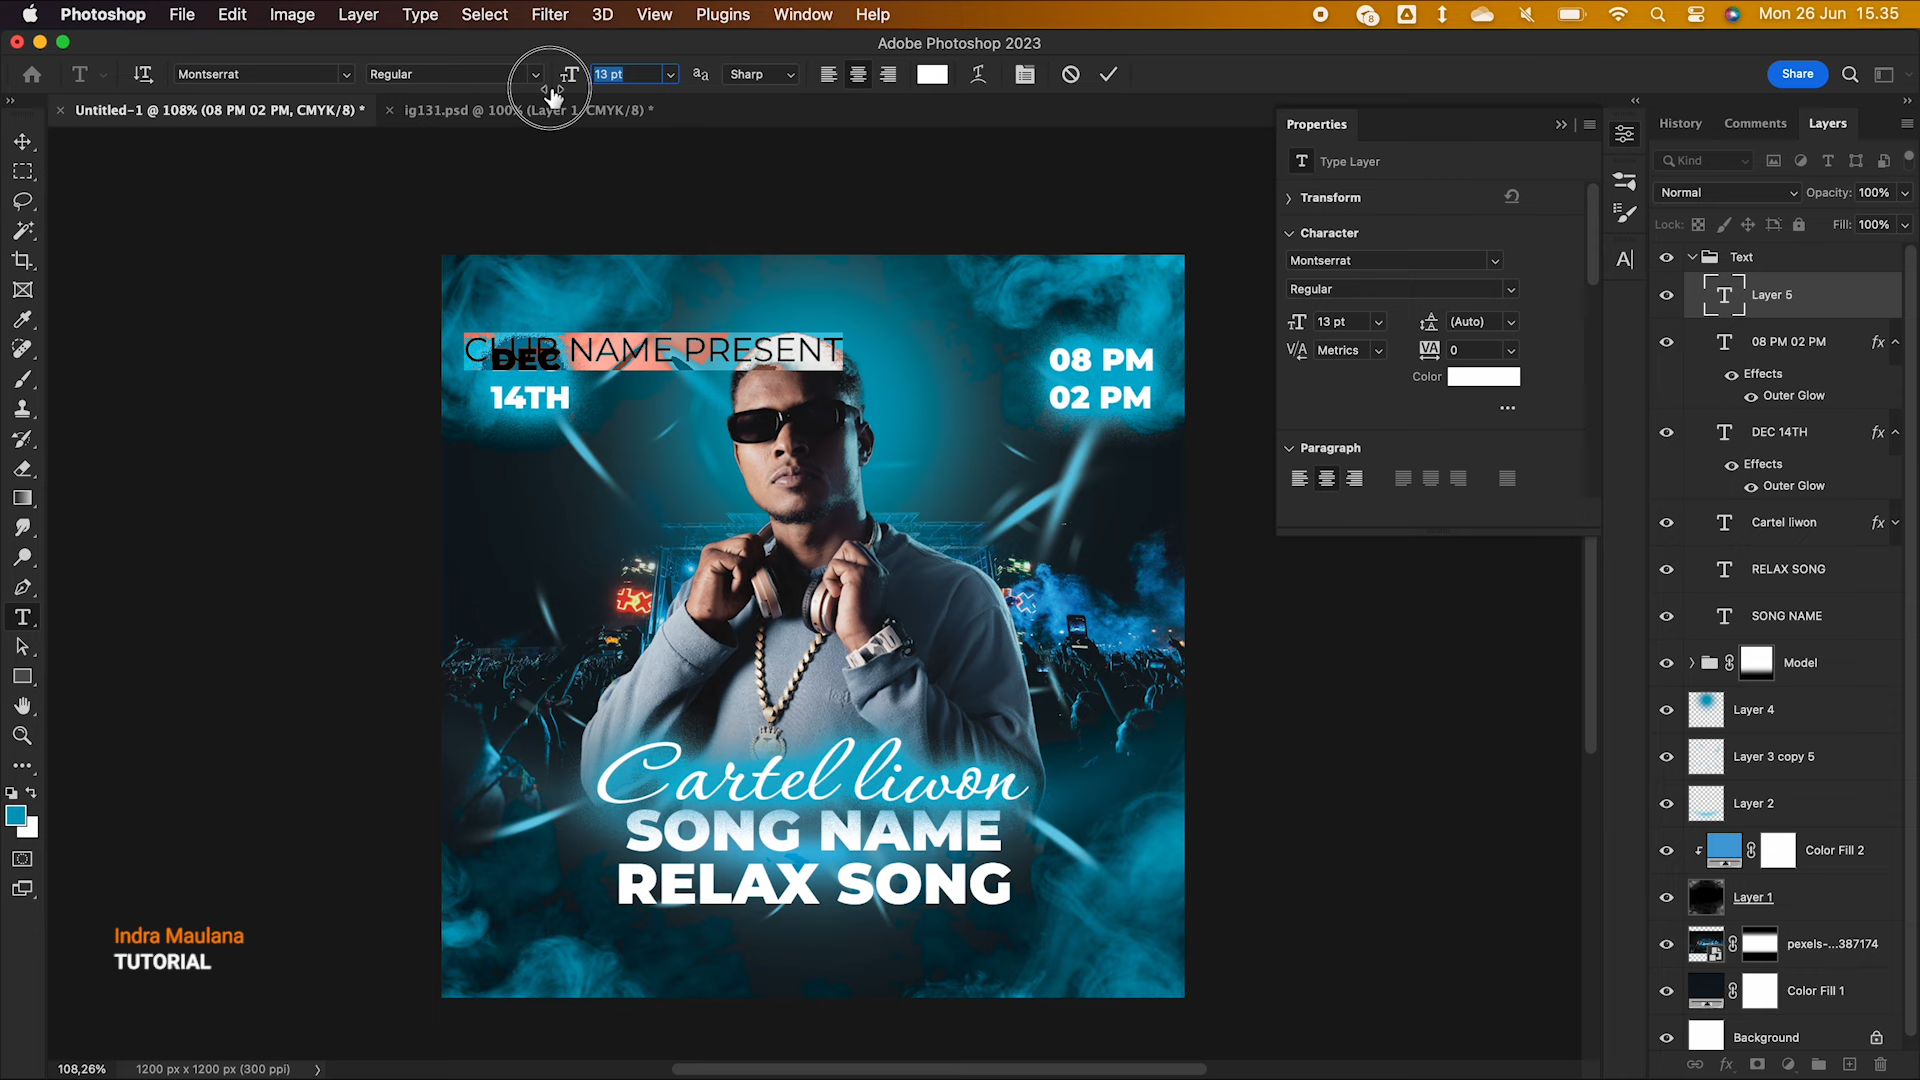 Photoshop File Edit Image Layer Type Select Filter 3D View Plugins Window Help
8
Mon 26 Jun 15.35
Adobe Photoshop 2023
Montserrat Regular 13 pt Sharp Share
Untitled-1 @ 108% (08 PM 02 PM, CMYK/8) * ig131.psd @ 100% (Layer 1, CMYK/8) *
CLUB NAME PRESENT
DEC
14TH
08 PM
02 PM
Cartel liwon
SONG NAME
RELAX SONG
Indra Maulana
TUTORIAL
108,26% 1200 px x 1200 px (300 ppi)
Properties
Type Layer
Transform
Character
Montserrat
Regular
13 pt (Auto)
Metrics 0
Color
Paragraph
History Comments Layers
Kind
Normal Opacity: 100%
Lock: Fill: 100%
Text
Layer 5
08 PM 02 PM fx
Effects
Outer Glow
DEC 14TH fx
Effects
Outer Glow
Cartel liwon fx
RELAX SONG
SONG NAME
Model
Layer 4
Layer 3 copy 5
Layer 2
Color Fill 2
Layer 1
pexels-...387174
Color Fill 1
Background
fx